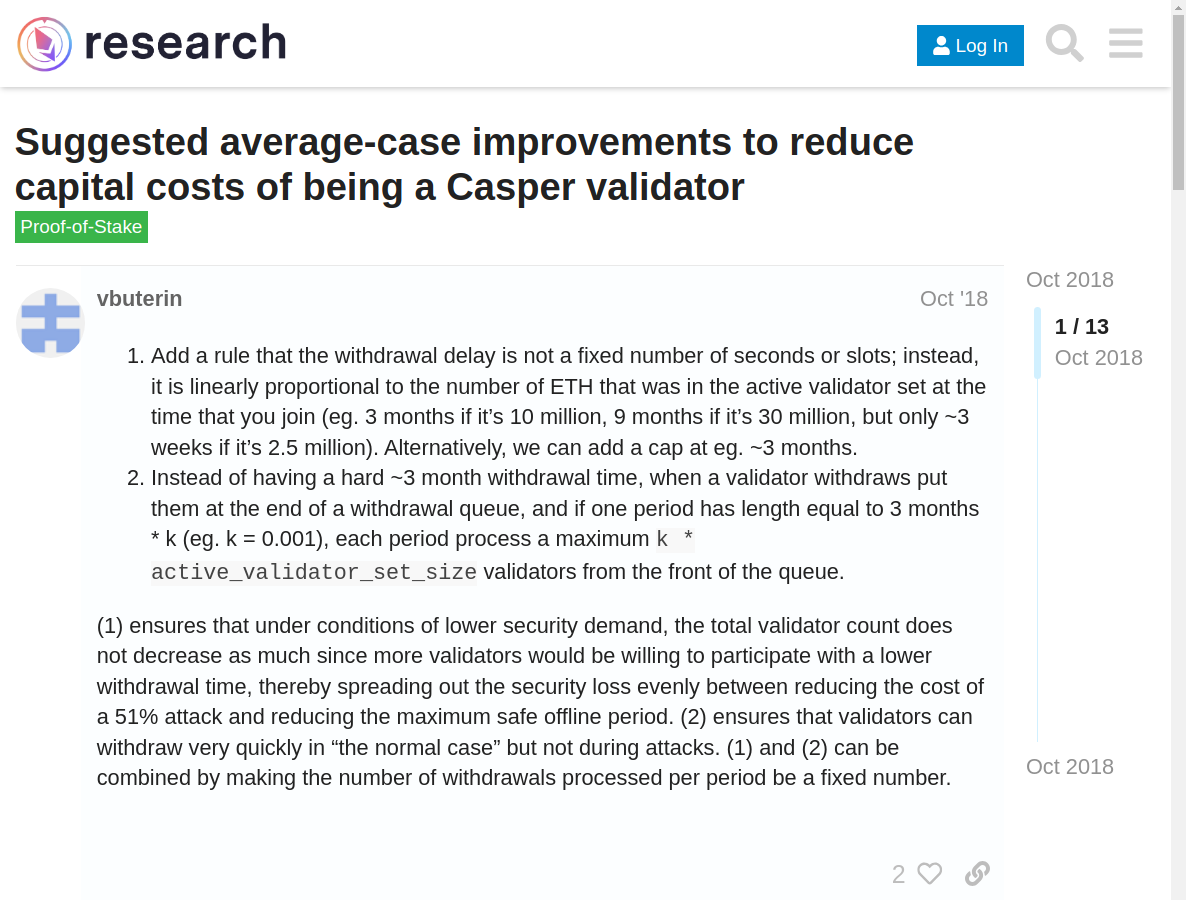 research
Log In
Suggested average-case improvements to reduce
capital costs of being a Casper validator
Proof-of-Stake
vbuterin
Oct '18
1. Add a rule that the withdrawal delay is not a fixed number of seconds or slots; instead,
it is linearly proportional to the number of ETH that was in the active validator set at the
time that you join (eg. 3 months if it’s 10 million, 9 months if it’s 30 million, but only ~3
weeks if it’s 2.5 million). Alternatively, we can add a cap at eg. ~3 months.
2. Instead of having a hard ~3 month withdrawal time, when a validator withdraws put
them at the end of a withdrawal queue, and if one period has length equal to 3 months
* k (eg. k = 0.001), each period process a maximum k *
active_validator_set_size validators from the front of the queue.
(1) ensures that under conditions of lower security demand, the total validator count does
not decrease as much since more validators would be willing to participate with a lower
withdrawal time, thereby spreading out the security loss evenly between reducing the cost of
a 51% attack and reducing the maximum safe offline period. (2) ensures that validators can
withdraw very quickly in “the normal case” but not during attacks. (1) and (2) can be
combined by making the number of withdrawals processed per period be a fixed number.
2
Oct 2018
1 / 13
Oct 2018
Oct 2018